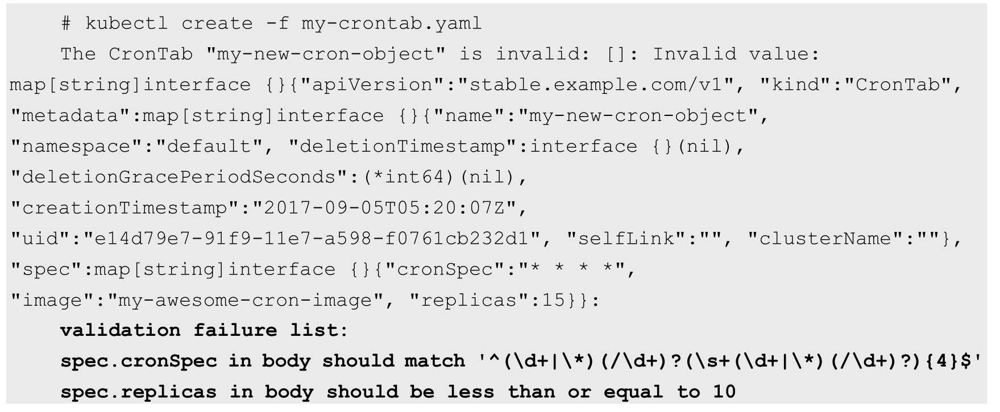 # kubectl create -f my-crontab.yaml
The CronTab "my-new-cron-object" is invalid: []: Invalid value:
map[string]interface {}{"apiVersion":"stable.example.com/v1", "kind":"CronTab",
"metadata":map[string]interface {}{"name":"my-new-cron-object",
"namespace":"default", "deletionTimestamp":interface {}(nil),
"deletionGracePeriodSeconds":(*int64)(nil),
"creationTimestamp":"2017-09-05T05:20:07Z",
"uid":"e14d79e7-91f9-11e7-a598-f0761cb232d1", "selfLink":"", "clusterName":""},
"spec":map[string]interface {}{"cronSpec":"* * * *",
"image":"my-awesome-cron-image", "replicas":15}}:
validation failure list:
spec.cronSpec in body should match '^(\d+|\*)(/\d+)?(\s+(\d+|\*)(/\d+)?){4}$'
spec.replicas in body should be less than or equal to 10